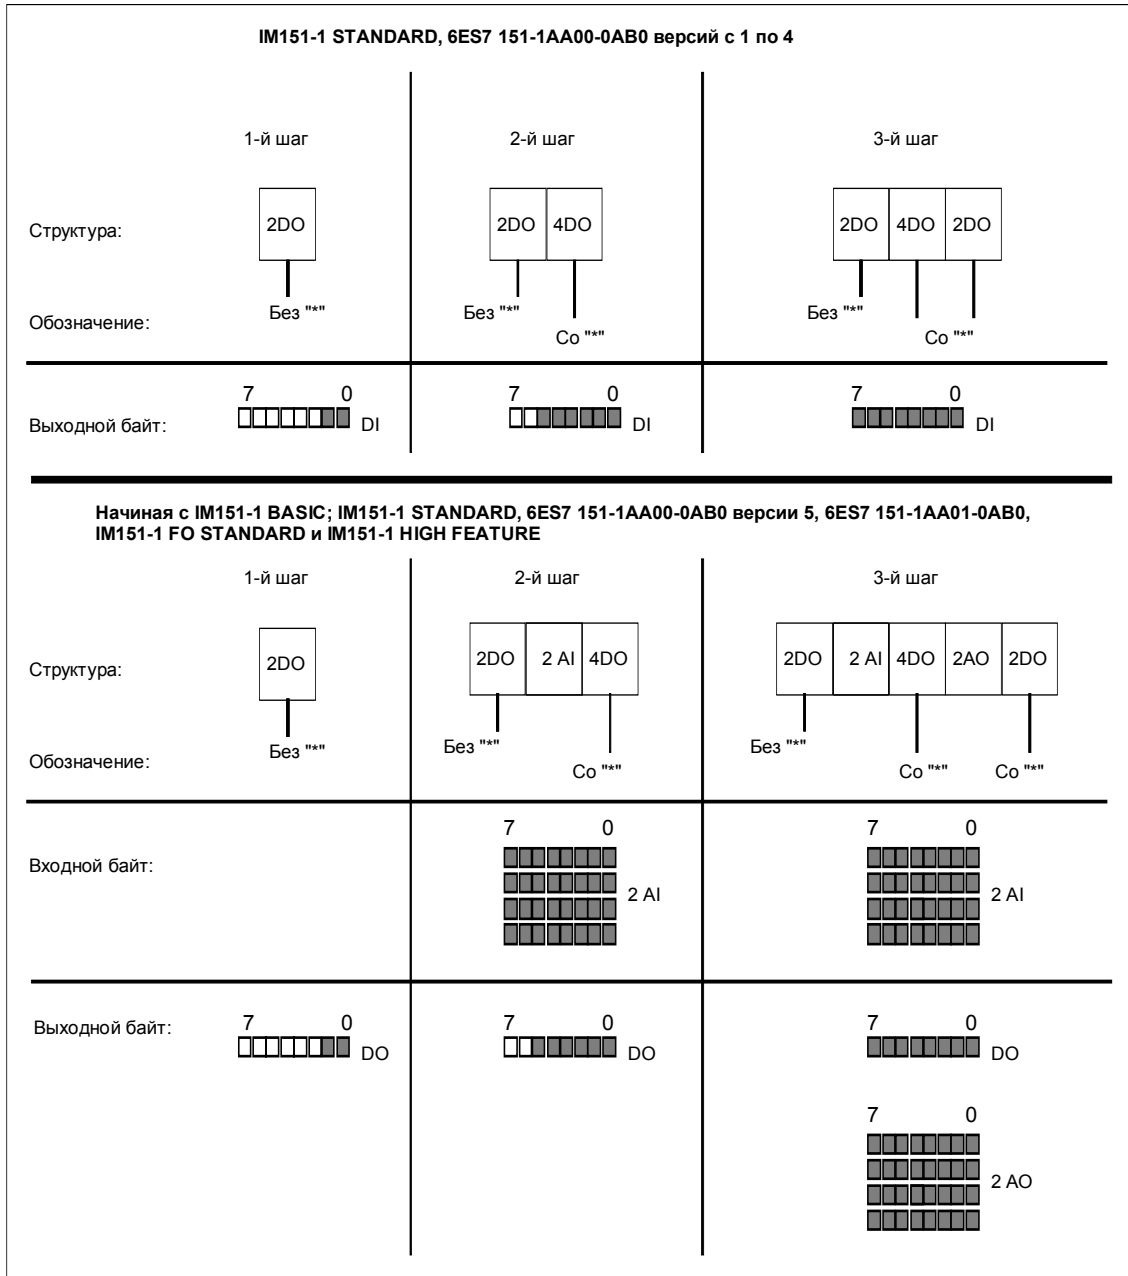 IM151-1 STANDARD, 6ES7 151-1AA00-0AB0 версий с 1 по 4
1-й шаг 2-й шаг 3-й шаг
Структура: 2DO 2DO 4DO 2DO 4DO 2DO
Без "*" Без "*" Без "*"
Обозначение:
Со "*" Со "*"
7 0 7 0 7 0
Выходной байт: DI DI DI
Начиная с IM151-1 BASIC; IM151-1 STANDARD, 6ES7 151-1AA00-0AB0 версии 5, 6ES7 151-1AA01-0AB0,
IM151-1 FO STANDARD и IM151-1 HIGH FEATURE
1-й шаг 2-й шаг 3-й шаг
Структура: 2DO 2DO 2 AI 4DO 2DO 2 AI 4DO 2AO 2DO
Без "*" Без "*" Без "*"
Обозначение:
Со "*" Со "*" Со "*"
7 0 7 0
Входной байт:
2 AI 2 AI
Выходной байт: 7 0 7 0 7 0
DO DO DO
7 0
2 AO